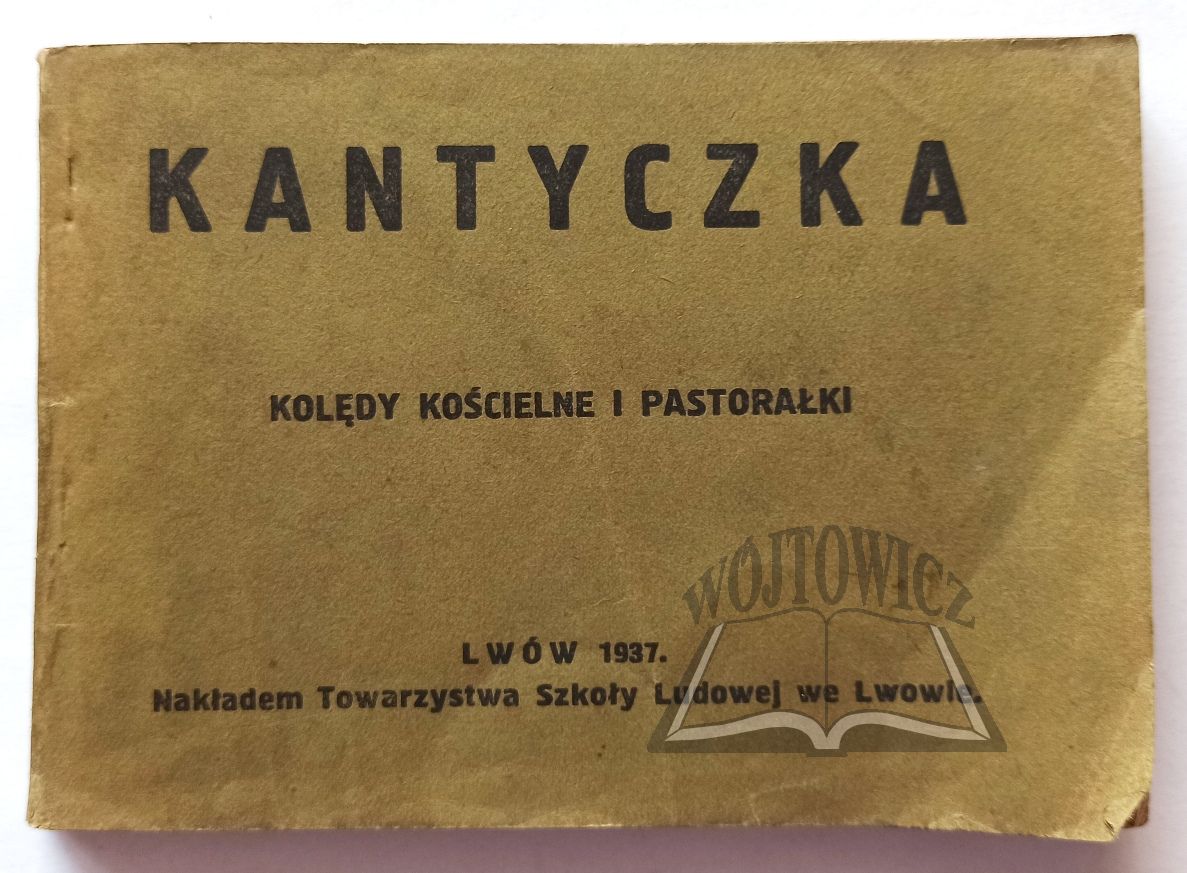 KANTYCZKA
KOLĘDY KOŚCIELNE I PASTORAŁKI
LWÓW 1937.
Nakładem Towarzystwa Szkoły Ludowej we Lwowie.
WÓJTOWICZ